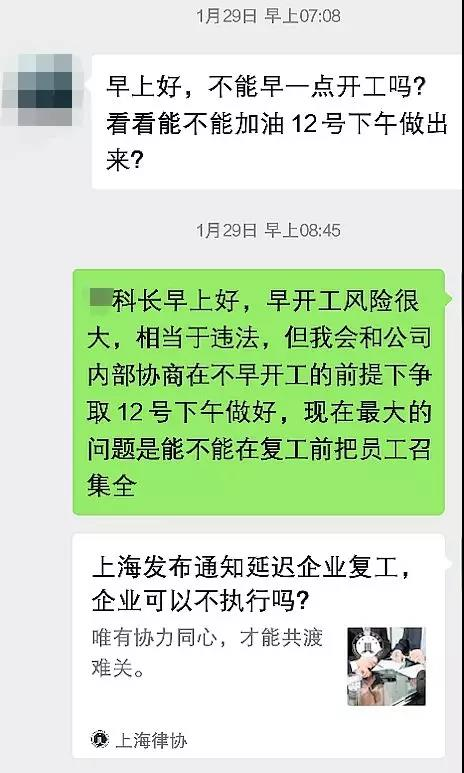 1月29日 早上07:08
早上好，不能早一点开工吗？
看看能不能加油 12 号下午做出
来？
1月29日 早上08:45
科长早上好，早开工风险很
大，相当于违法，但我会和公司
内部协商在不早开工的前提下争
取 12 号下午做好，现在最大的
问题是能不能在复工前把员工召
集全
上海发布通知延迟企业复工，
企业可以不执行吗？
唯有协力同心，才能共渡
难关。
上海律协